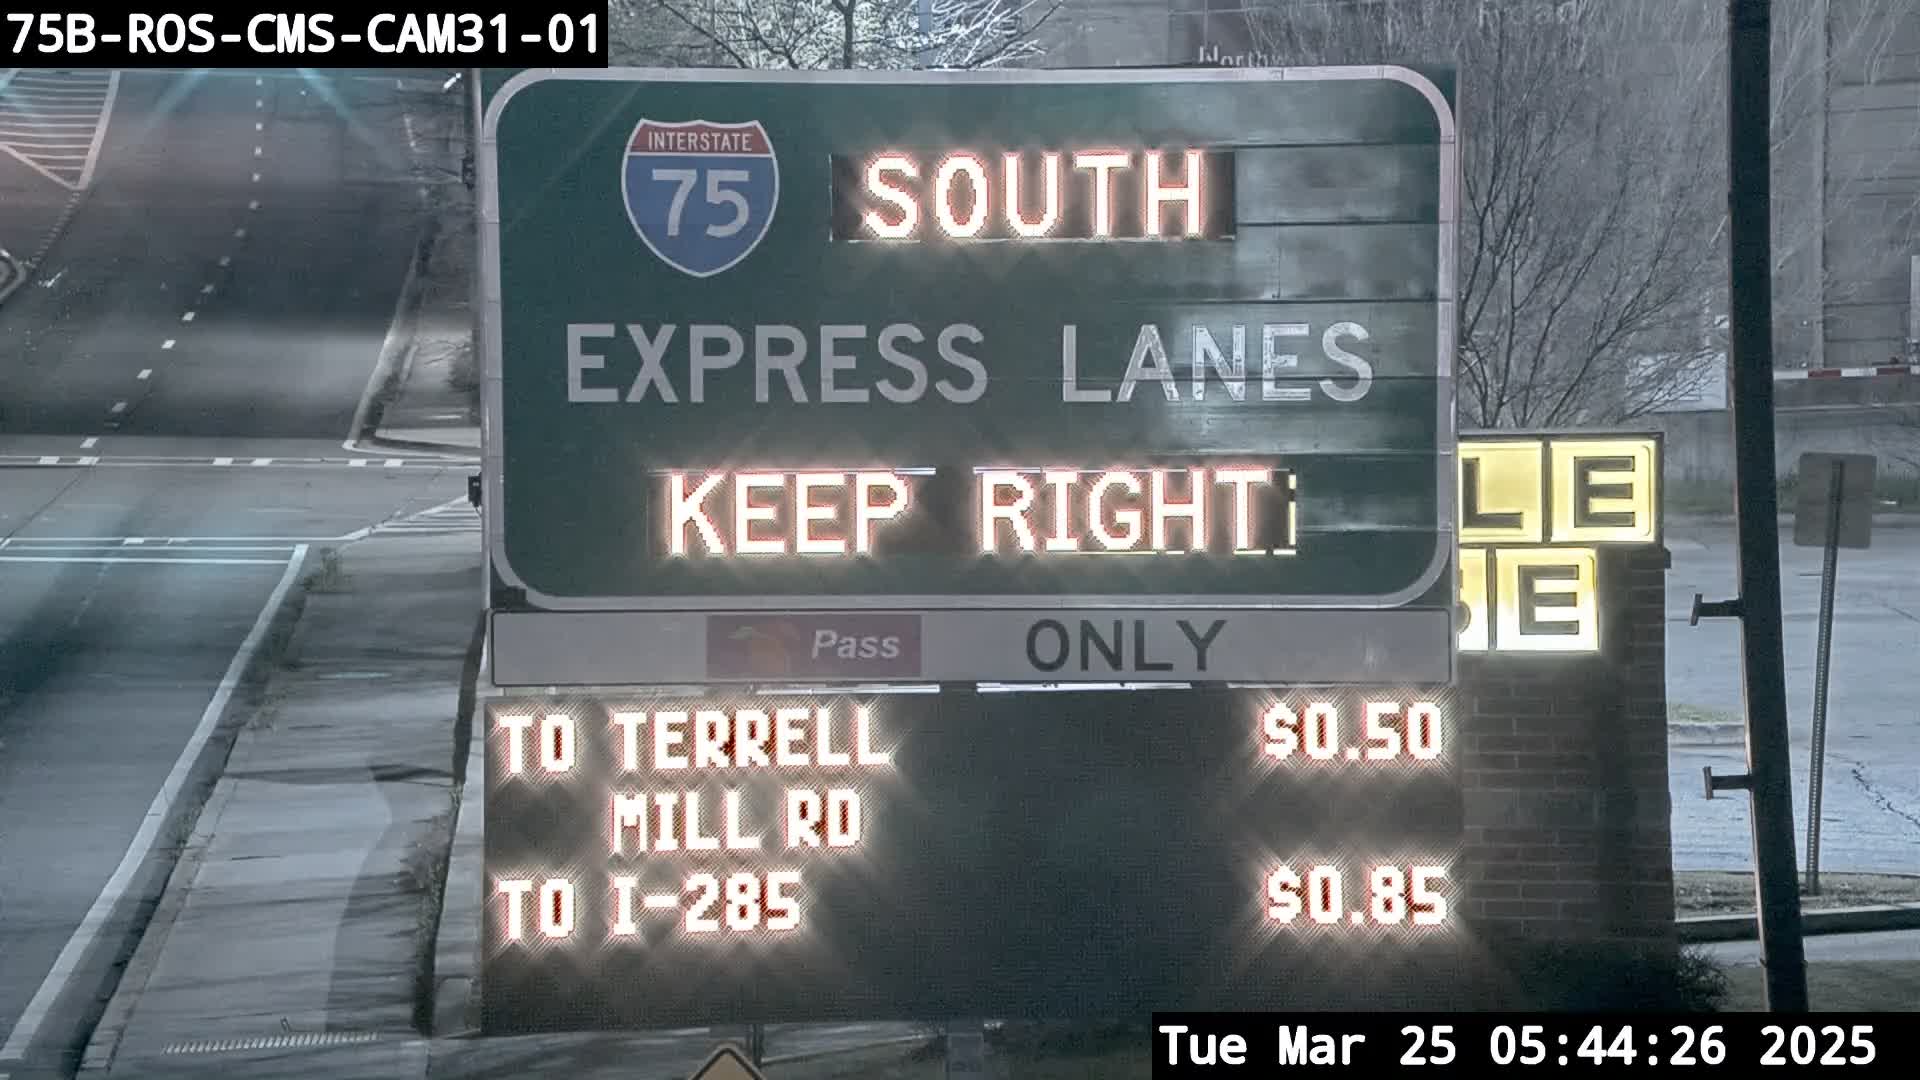 75B-ROS-CMS-CAM31-01
INTERSTATE
75
SOUTH
EXPRESS LANES
KEEP RIGHT
Pass ONLY
TO TERRELL $0.50
MILL RD
TO I-285 $0.85
LE
E
Tue Mar 25 05:44:26 2025